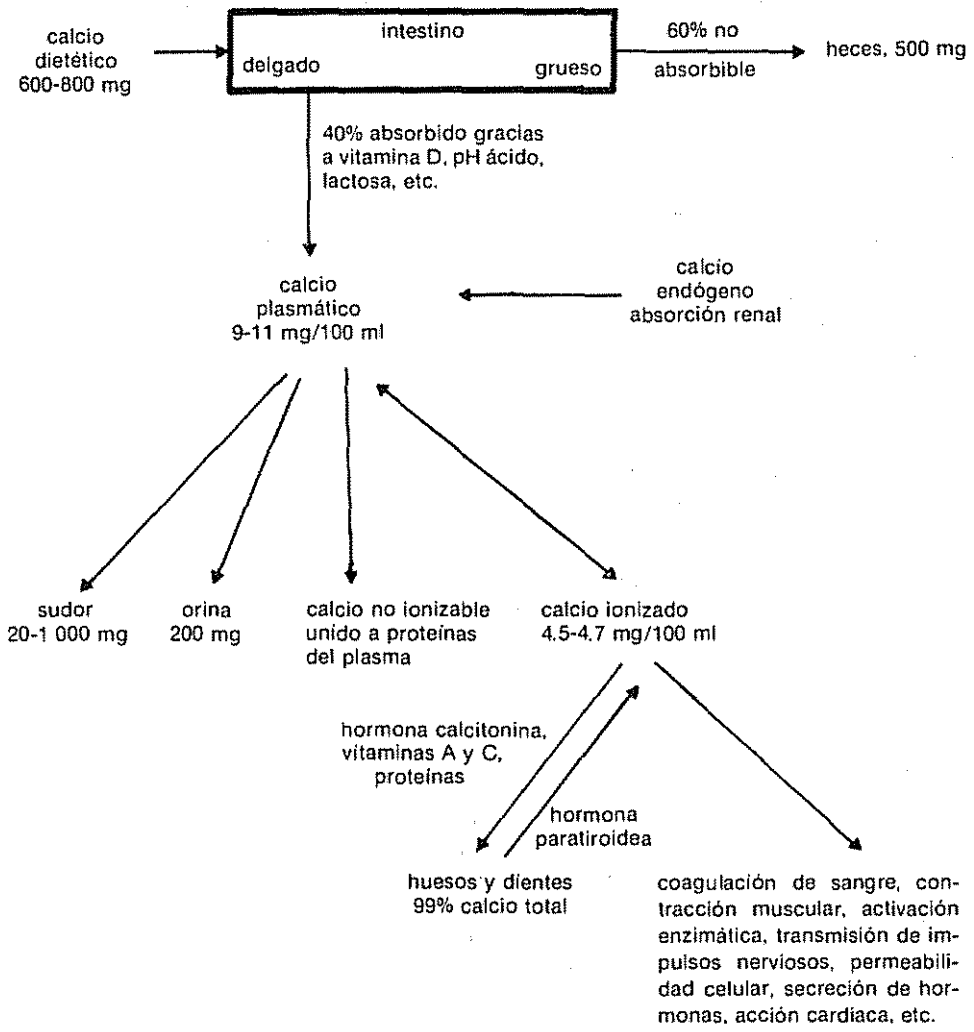 calcio
dietético
600-800 mg
intestino
delgado
grueso
60% no
absorbible
heces, 500 mg
40% absorbido gracias
a vitamina D, pH ácido,
lactosa, etc.
calcio
plasmático
9-11 mg/100 ml
calcio
endógeno
absorción renal
sudor
20-1 000 mg
orina
200 mg
calcio no ionizable
unido a proteínas
del plasma
calcio ionizado
4.5-4.7 mg/100 ml
hormona calcitonina,
vitaminas A y C,
proteínas
hormona
paratiroidea
huesos y dientes
99% calcio total
coagulación de sangre, con-
tracción muscular, activación
enzimática, transmisión de im-
pulsos nerviosos, permeabili-
dad celular, secreción de hor-
monas, acción cardíaca, etc.